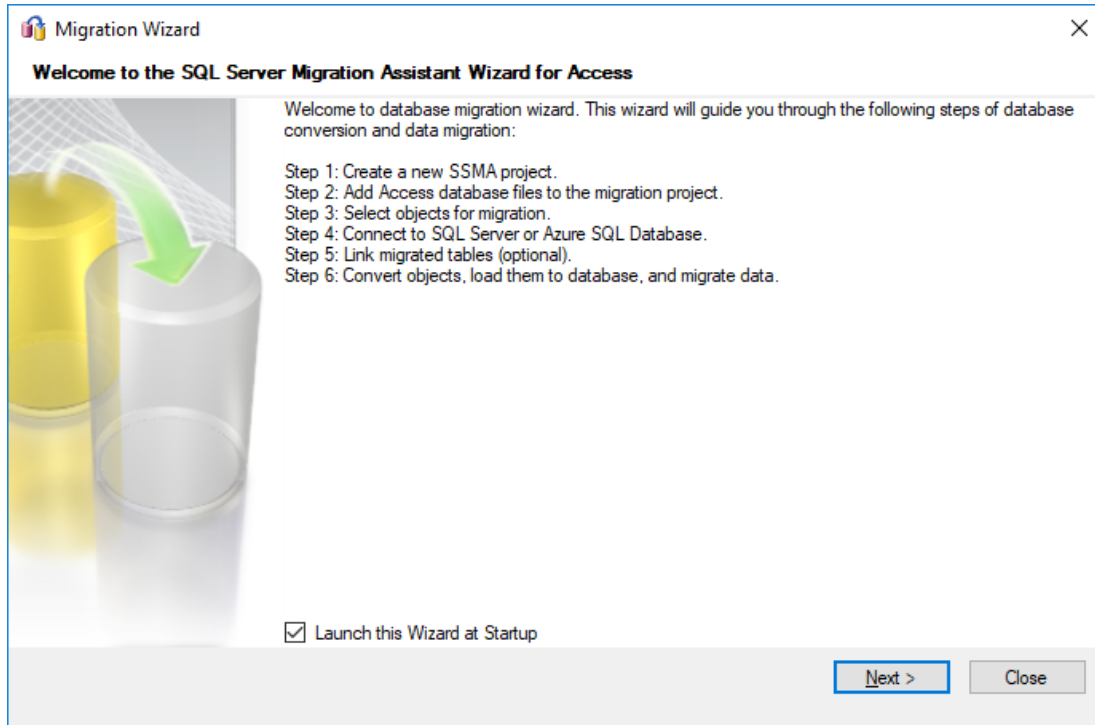 Migration Wizard
Welcome to the SQL Server Migration Assistant Wizard for Access
Welcome to database migration wizard. This wizard will guide you through the following steps of database
conversion and data migration:
Step 1: Create a new SSMA project.
Step 2: Add Access database files to the migration project.
Step 3: Select objects for migration.
Step 4: Connect to SQL Server or Azure SQL Database.
Step 5: Link migrated tables (optional).
Step 6: Convert objects, load them to database, and migrate data.
Launch this Wizard at Startup
Next >
Close